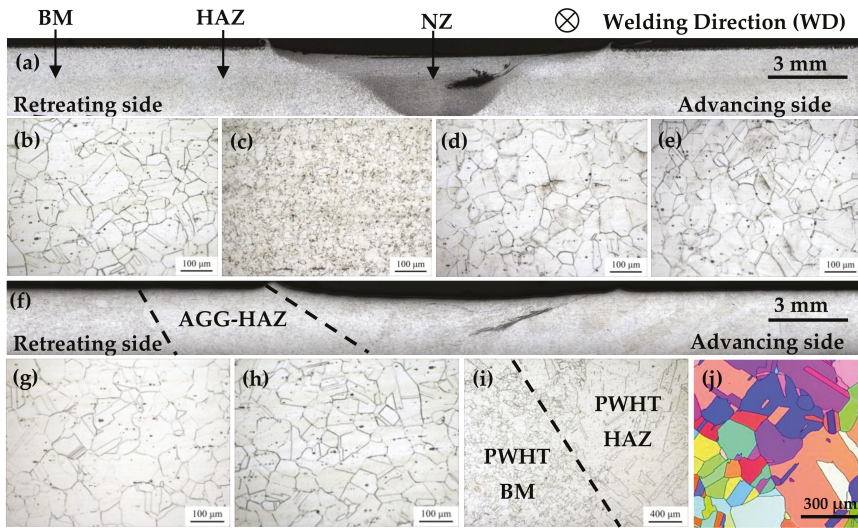 BM HAZ NZ Welding Direction (WD)
(a) 3 mm
Retreating side Advancing side
(b) (c) (d) (e)
100 μm 100 μm 100 μm 100 μm
(f) AGG-HAZ 3 mm
Retreating side Advancing side
(g) (h) (i) (j)
PWHT
HAZ
PWHT
BM
100 μm 100 μm 400 μm 300 μm